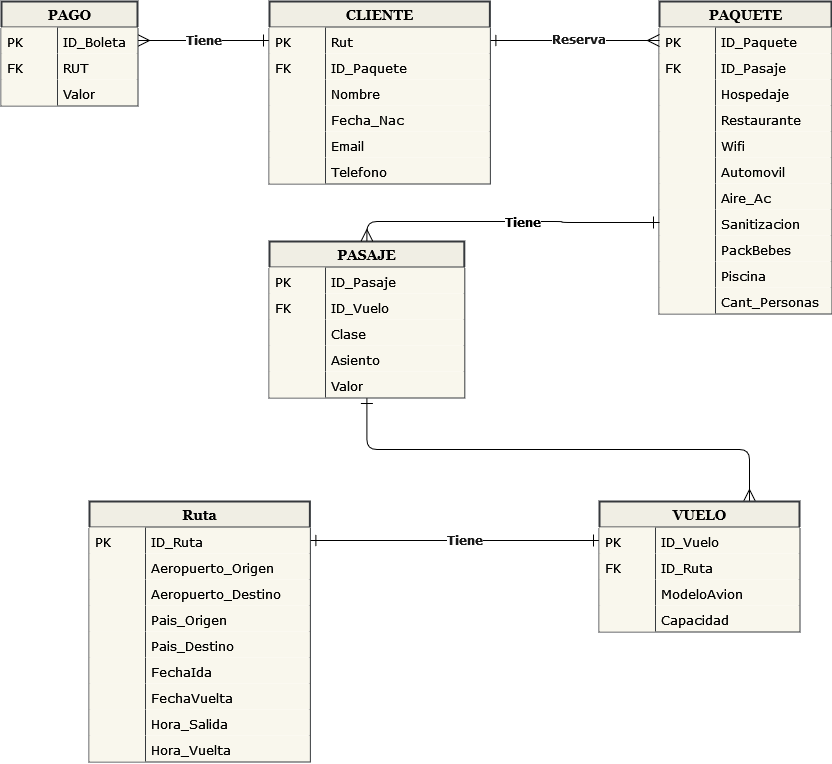 PAGO
PK ID_Boleta
FK RUT
Valor
Tiene
CLIENTE
PK Rut
FK ID_Paquete
Nombre
Fecha_Nac
Email
Telefono
Reserva
PAQUETE
PK ID_Paquete
FK ID_Pasaje
Hospedaje
Restaurante
Wifi
Automovil
Aire_Ac
Sanitizacion
PackBebes
Piscina
Cant_Personas
Tiene
PASAJE
PK ID_Pasaje
FK ID_Vuelo
Clase
Asiento
Valor
Ruta
PK ID_Ruta
Aeropuerto_Origen
Aeropuerto_Destino
Pais_Origen
Pais_Destino
FechaIda
FechaVuelta
Hora_Salida
Hora_Vuelta
Tiene
VUELO
PK ID_Vuelo
FK ID_Ruta
ModeloAvion
Capacidad